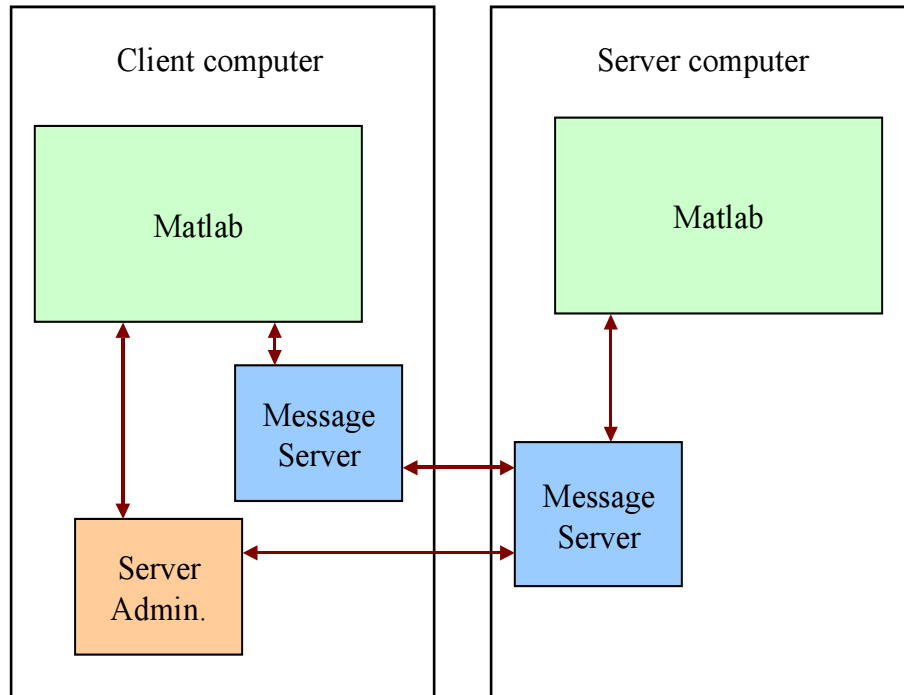 Client computer
Server computer
Matlab
Matlab
Message
Server
Message
Server
Server
Admin.